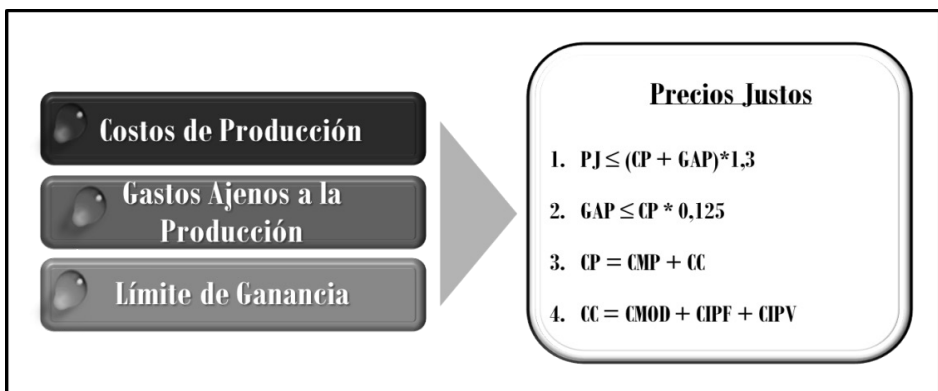 Costos de Producción
Gastos Ajenos a la
Producción
Límite de Ganancia
Precios Justos
1. PJ ≤ (CP + GAP)*1,3
2. GAP ≤ CP * 0,125
3. CP = CMP + CC
4. CC = CMOD + CIPF + CIPV